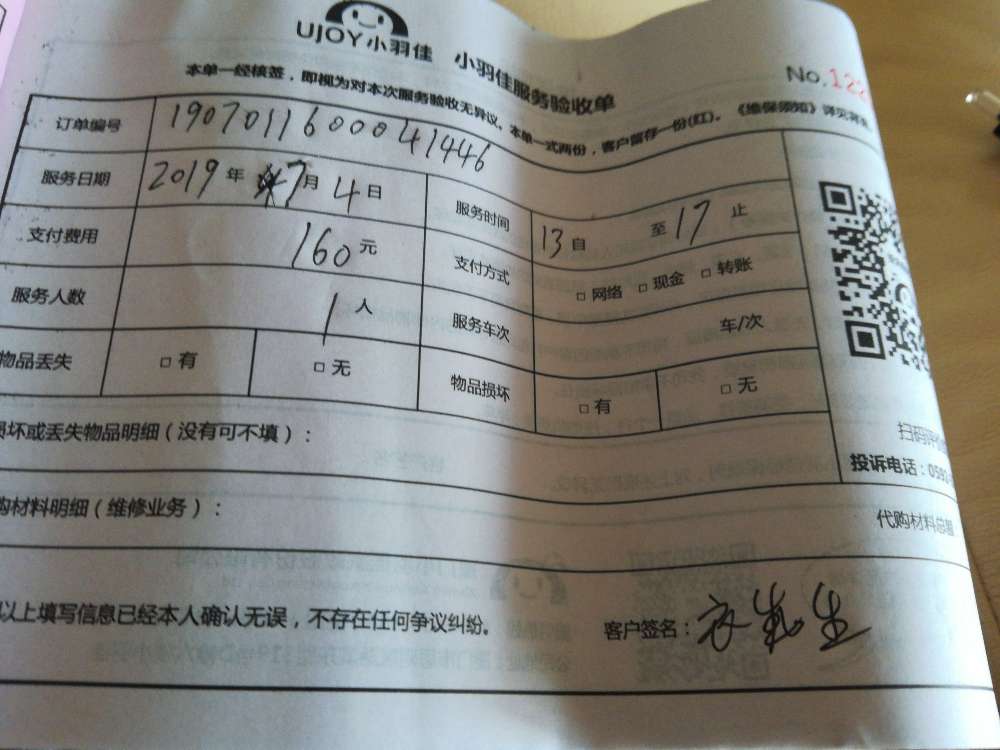 UJOY小羽佳 小羽佳服务验收单
No.122
本单一经核签，即视为对本次服务验收无异议。本单一式两份，客户留存一份(红)。《维保须知》详见背面
订单编号 1907011600041446
服务日期 2019年7月4日 服务时间 13自 至17止
支付费用 160元 支付方式 □网络 □现金 □转账
服务人数 1人 服务车次 车/次
物品丢失 □有 □无 物品损坏 □有 □无
损坏或丢失物品明细(没有可不填)：
扫码评价
投诉电话：0592
购材料明细(维修业务)：
代购材料总
以上填写信息已经本人确认无误，不存在任何争议纠纷。 客户签名：